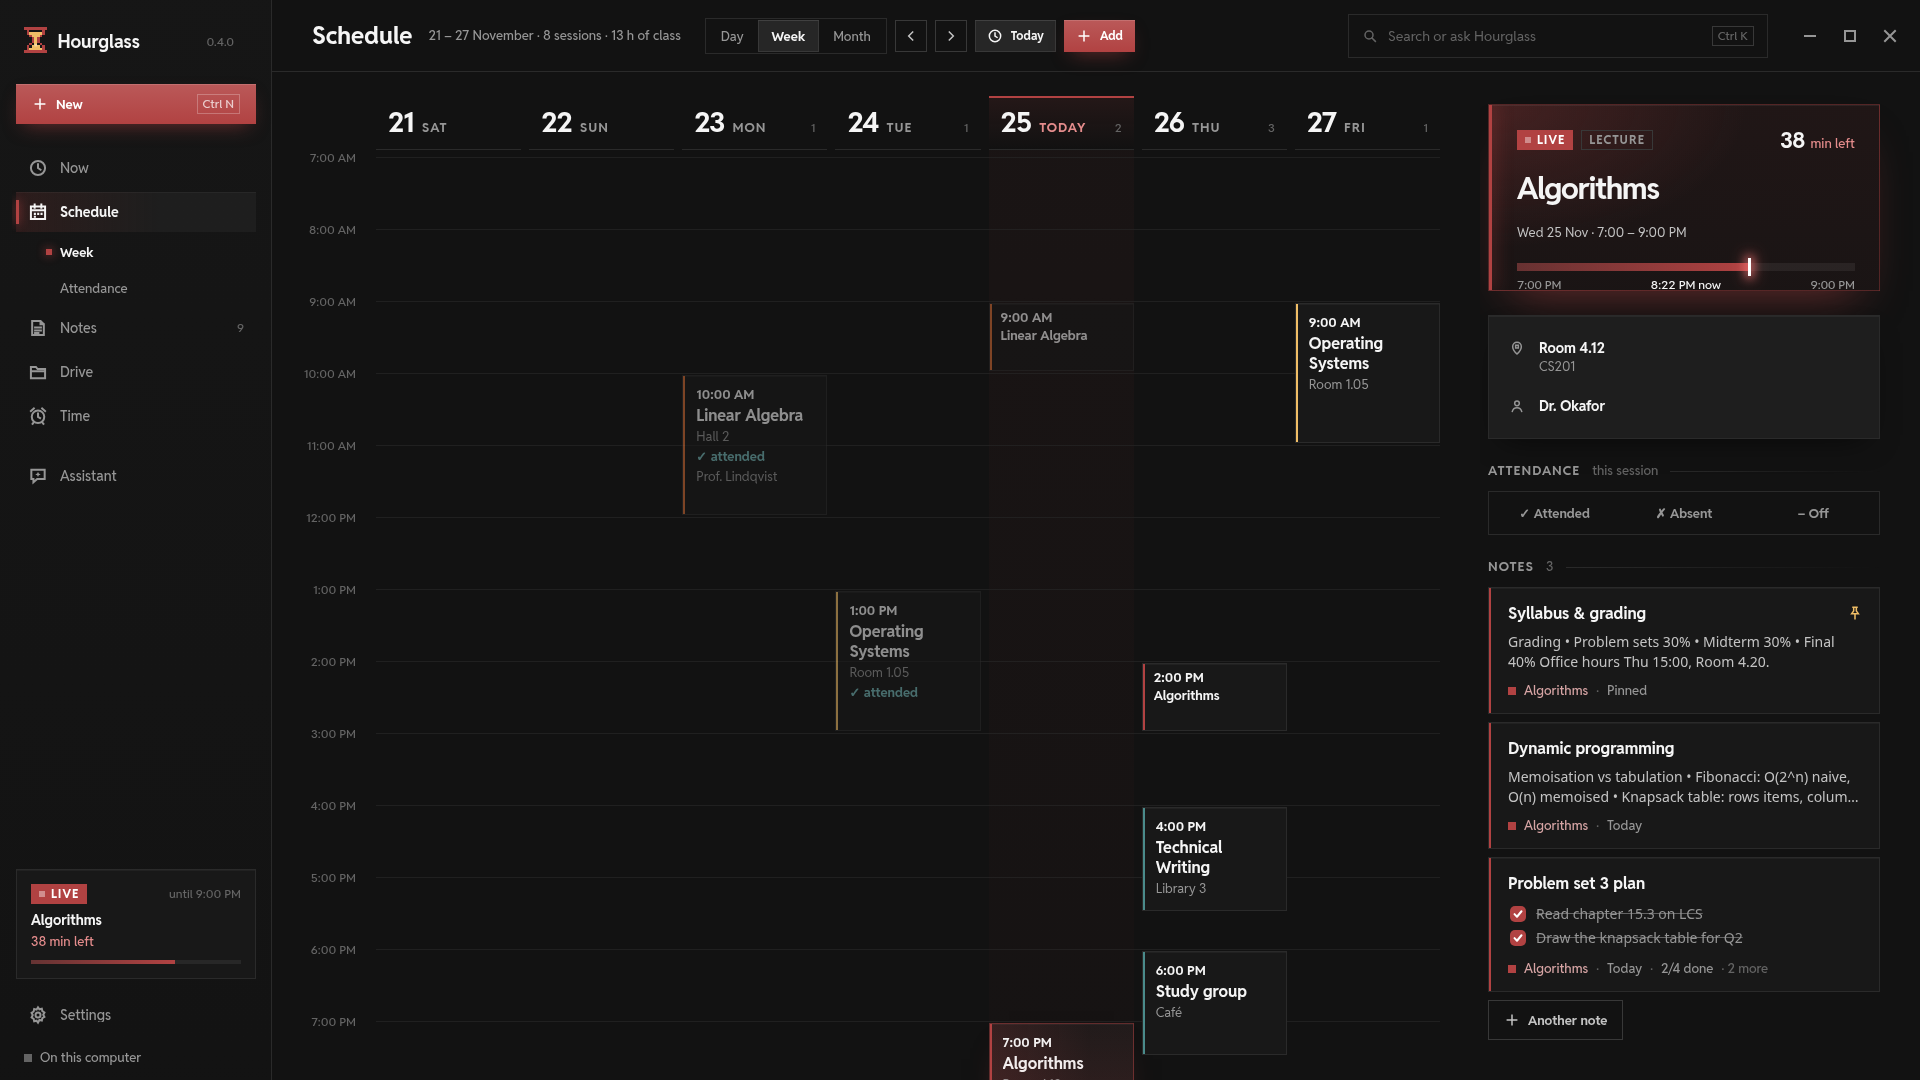 Hourglass
0.4.0
New
Ctrl N
Now
Schedule
Week
Attendance
Notes
9
Drive
Time
Assistant
LIVE
until 9:00 PM
Algorithms
38 min left
Settings
On this computer
Schedule
21 – 27 November · 8 sessions · 13 h of class
Day
Week
Month
Today
Add
Search or ask Hourglass
Ctrl K
21 SAT
22 SUN
23 MON 1
24 TUE 1
25 TODAY 2
26 THU 3
27 FRI 1
7:00 AM
8:00 AM
9:00 AM
10:00 AM
11:00 AM
12:00 PM
1:00 PM
2:00 PM
3:00 PM
4:00 PM
5:00 PM
6:00 PM
7:00 PM
10:00 AM
Linear Algebra
Hall 2
✓ attended
Prof. Lindqvist
1:00 PM
Operating
Systems
Room 1.05
✓ attended
9:00 AM
Linear Algebra
7:00 PM
Algorithms
2:00 PM
Algorithms
4:00 PM
Technical
Writing
Library 3
6:00 PM
Study group
Café
9:00 AM
Operating
Systems
Room 1.05
LIVE
LECTURE
38 min left
Algorithms
Wed 25 Nov · 7:00 – 9:00 PM
7:00 PM
8:22 PM now
9:00 PM
Room 4.12
CS201
Dr. Okafor
ATTENDANCE this session
✓ Attended
✗ Absent
– Off
NOTES 3
Syllabus & grading
Grading • Problem sets 30% • Midterm 30% • Final
40% Office hours Thu 15:00, Room 4.20.
Algorithms · Pinned
Dynamic programming
Memoisation vs tabulation • Fibonacci: O(2^n) naive,
O(n) memoised • Knapsack table: rows items, colum...
Algorithms · Today
Problem set 3 plan
Read chapter 15.3 on LCS
Draw the knapsack table for Q2
Algorithms · Today · 2/4 done · 2 more
Another note